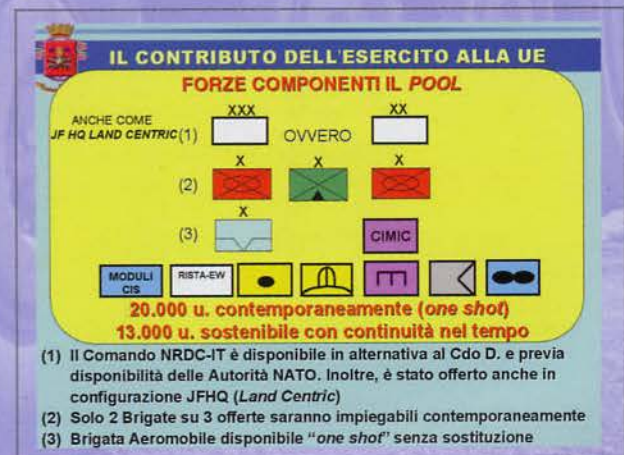 IL CONTRIBUTO DELL'ESERCITO ALLA UE
FORZE COMPONENTI IL POOL
ANCHE COME
JF HQ LAND CENTRIC (1)
XXX
OVVERO
XX
(2)
X
X
X
(3)
X
CIMIC
MODULI
CIS
RISTA-EW
20.000 u. contemporaneamente (one shot)
13.000 u. sostenibile con continuità nel tempo
(1) Il Comando NRDC-IT è disponibile in alternativa al Cdo D. e previa
disponibilità delle Autorità NATO. Inoltre, è stato offerto anche in
configurazione JFHQ (Land Centric)
(2) Solo 2 Brigate su 3 offerte saranno impiegabili contemporaneamente
(3) Brigata Aeromobile disponibile "one shot" senza sostituzione